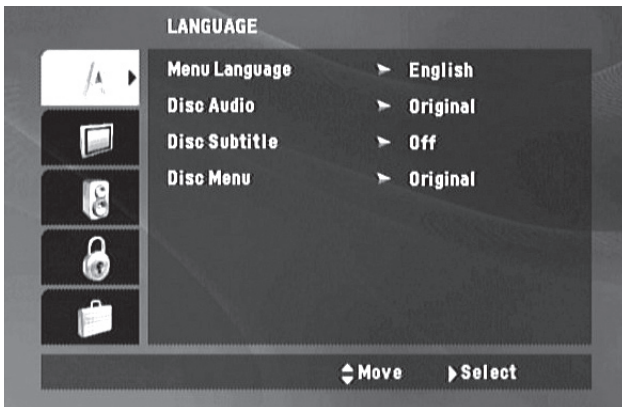 LANGUAGE
Menu Language ➤ English
Disc Audio ➤ Original
Disc Subtitle ➤ Off
Disc Menu ➤ Original
Move Select